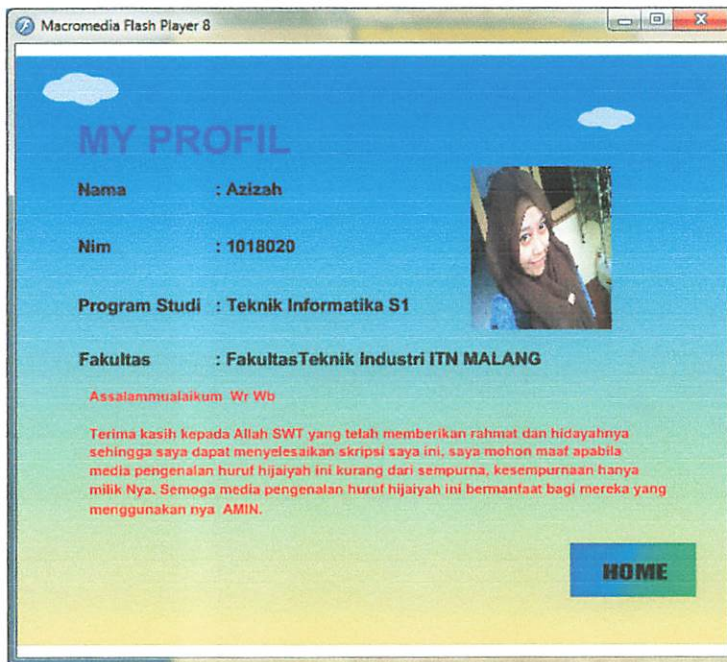 Macromedia Flash Player 8
MY PROFIL
Nama : Azizah
Nim : 1018020
Program Studi : Teknik Informatika S1
Fakultas : FakultasTeknik Industri ITN MALANG
Assalammualaikum Wr Wb
Terima kasih kepada Allah SWT yang telah memberikan rahmat dan hidayahnya
sehingga saya dapat menyelesaikan skripsi saya ini, saya mohon maaf apabila
media pengenalan huruf hijaiyah ini kurang dari sempurna, kesempurnaan hanya
milik Nya. Semoga media pengenalan huruf hijaiyah ini bermanfaat bagi mereka yang
menggunakan nya AMIN.
HOME